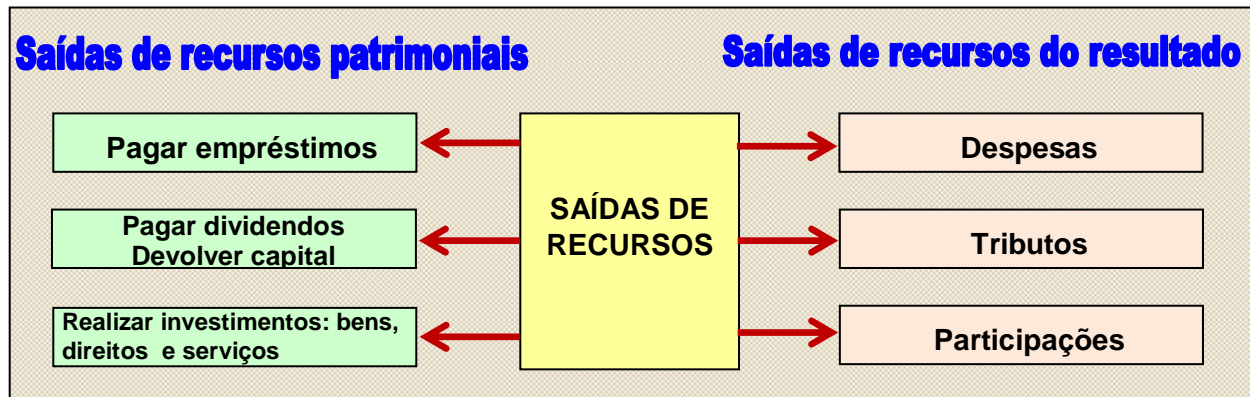 Saídas de recursos patrimoniais
Saídas de recursos do resultado
Pagar empréstimos
Pagar dividendos
Devolver capital
Realizar investimentos: bens,
direitos e serviços
SAÍDAS DE
RECURSOS
Despesas
Tributos
Participações